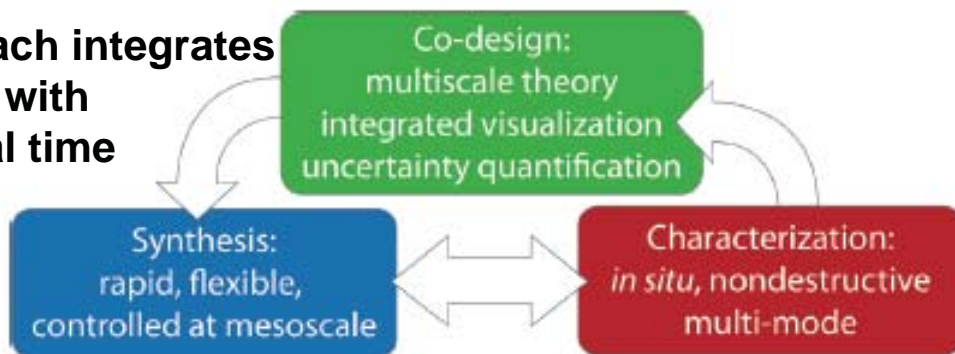 ach integrates
with
al time
Co-design:
multiscale theory
integrated visualization
uncertainty quantification
Synthesis:
rapid, flexible,
controlled at mesoscale
Characterization:
in situ, nondestructive
multi-mode